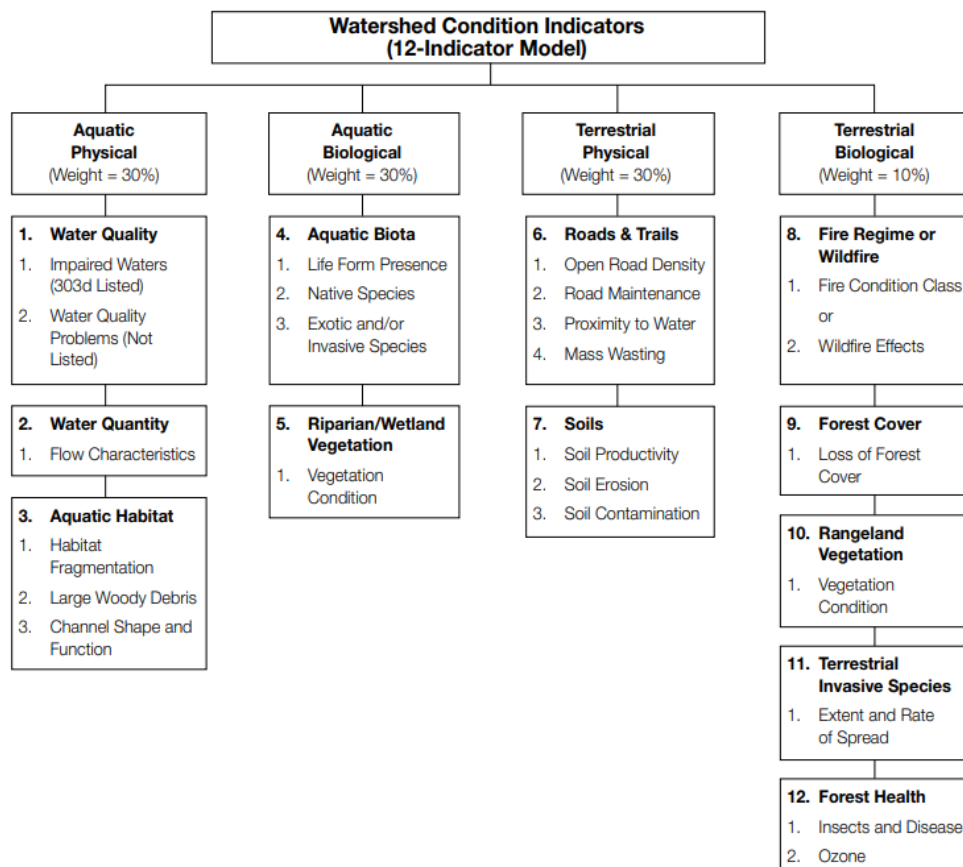 Watershed Condition Indicators
(12-Indicator Model)
Aquatic
Physical
(Weight = 30%)
1. Water Quality
1. Impaired Waters
(303d Listed)
2. Water Quality
Problems (Not
Listed)
2. Water Quantity
1. Flow Characteristics
3. Aquatic Habitat
1. Habitat
Fragmentation
2. Large Woody Debris
3. Channel Shape and
Function
Aquatic
Biological
(Weight = 30%)
4. Aquatic Biota
1. Life Form Presence
2. Native Species
3. Exotic and/or
Invasive Species
5. Riparian/Wetland
Vegetation
1. Vegetation
Condition
Terrestrial
Physical
(Weight = 30%)
6. Roads & Trails
1. Open Road Density
2. Road Maintenance
3. Proximity to Water
4. Mass Wasting
7. Soils
1. Soil Productivity
2. Soil Erosion
3. Soil Contamination
Terrestrial
Biological
(Weight = 10%)
8. Fire Regime or
Wildfire
1. Fire Condition Class
or
2. Wildfire Effects
9. Forest Cover
1. Loss of Forest
Cover
10. Rangeland
Vegetation
1. Vegetation
Condition
11. Terrestrial
Invasive Species
1. Extent and Rate
of Spread
12. Forest Health
1. Insects and Disease
2. Ozone